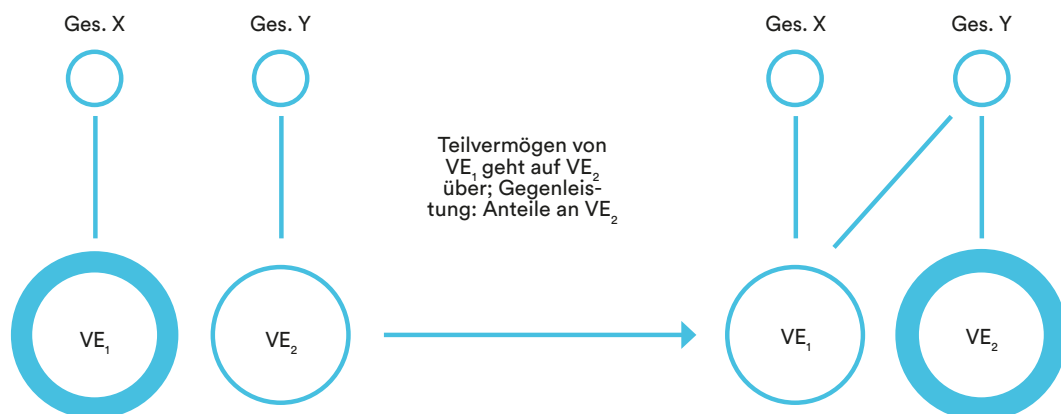 Ges. X
Ges. Y
VE₁
VE₂
Teilvermögen von
VE₁ geht auf VE₂
über; Gegenleis-
tung: Anteile an VE₂
Ges. X
Ges. Y
VE₁
VE₂